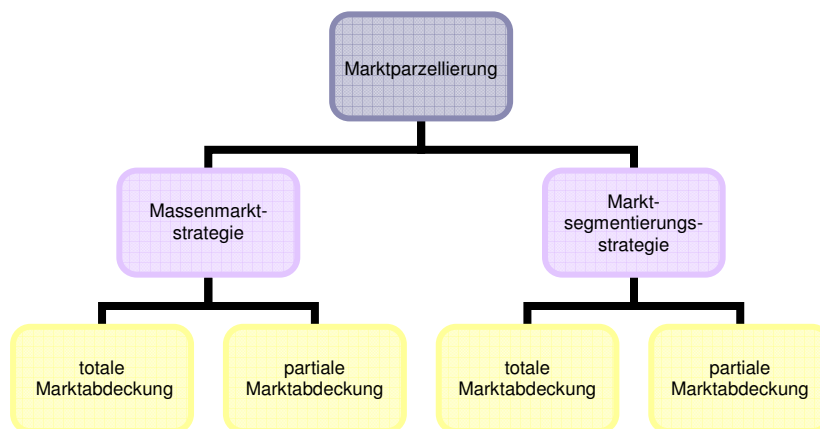 Marktparzellierung
Massenmarkt-
strategie
Markt-
segmentierungs-
strategie
totale
Marktabdeckung
partiale
Marktabdeckung
totale
Marktabdeckung
partiale
Marktabdeckung